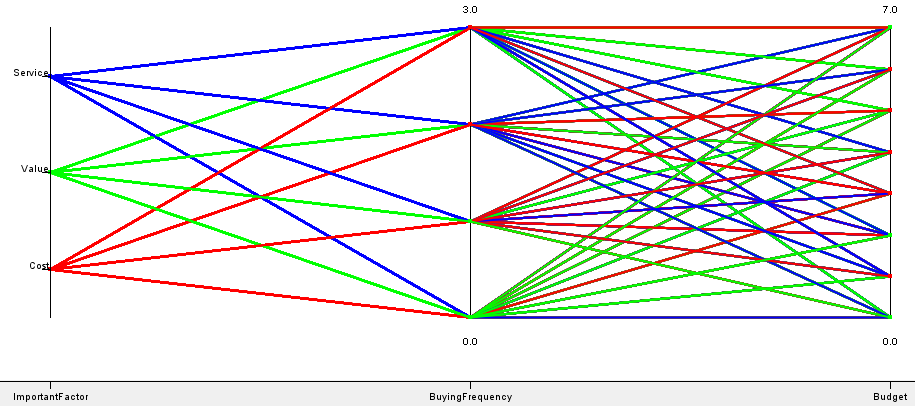 3.0 7.0
Service
Value
Cost
0.0 0.0
ImportantFactor BuyingFrequency Budget